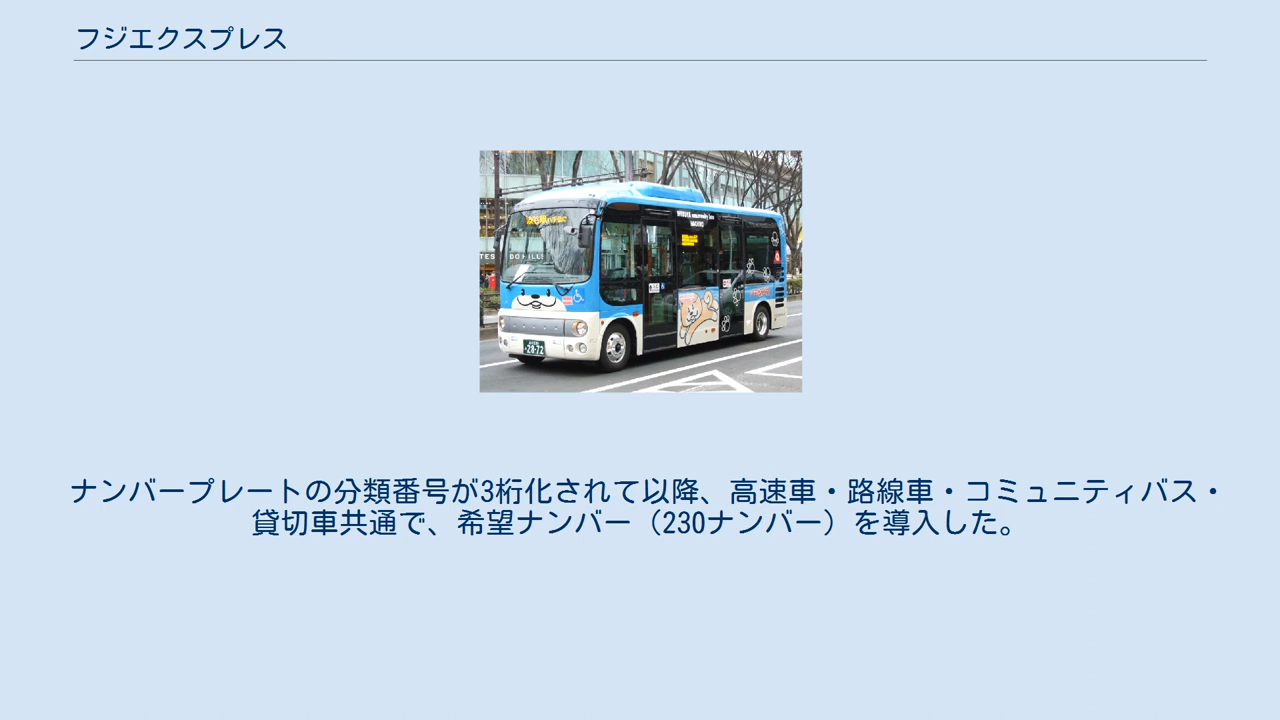 フジエクスプレス
28-72
ナンバープレートの分類番号が3桁化されて以降、高速車・路線車・コミュニティバス・
貸切車共通で、希望ナンバー（230ナンバー）を導入した。